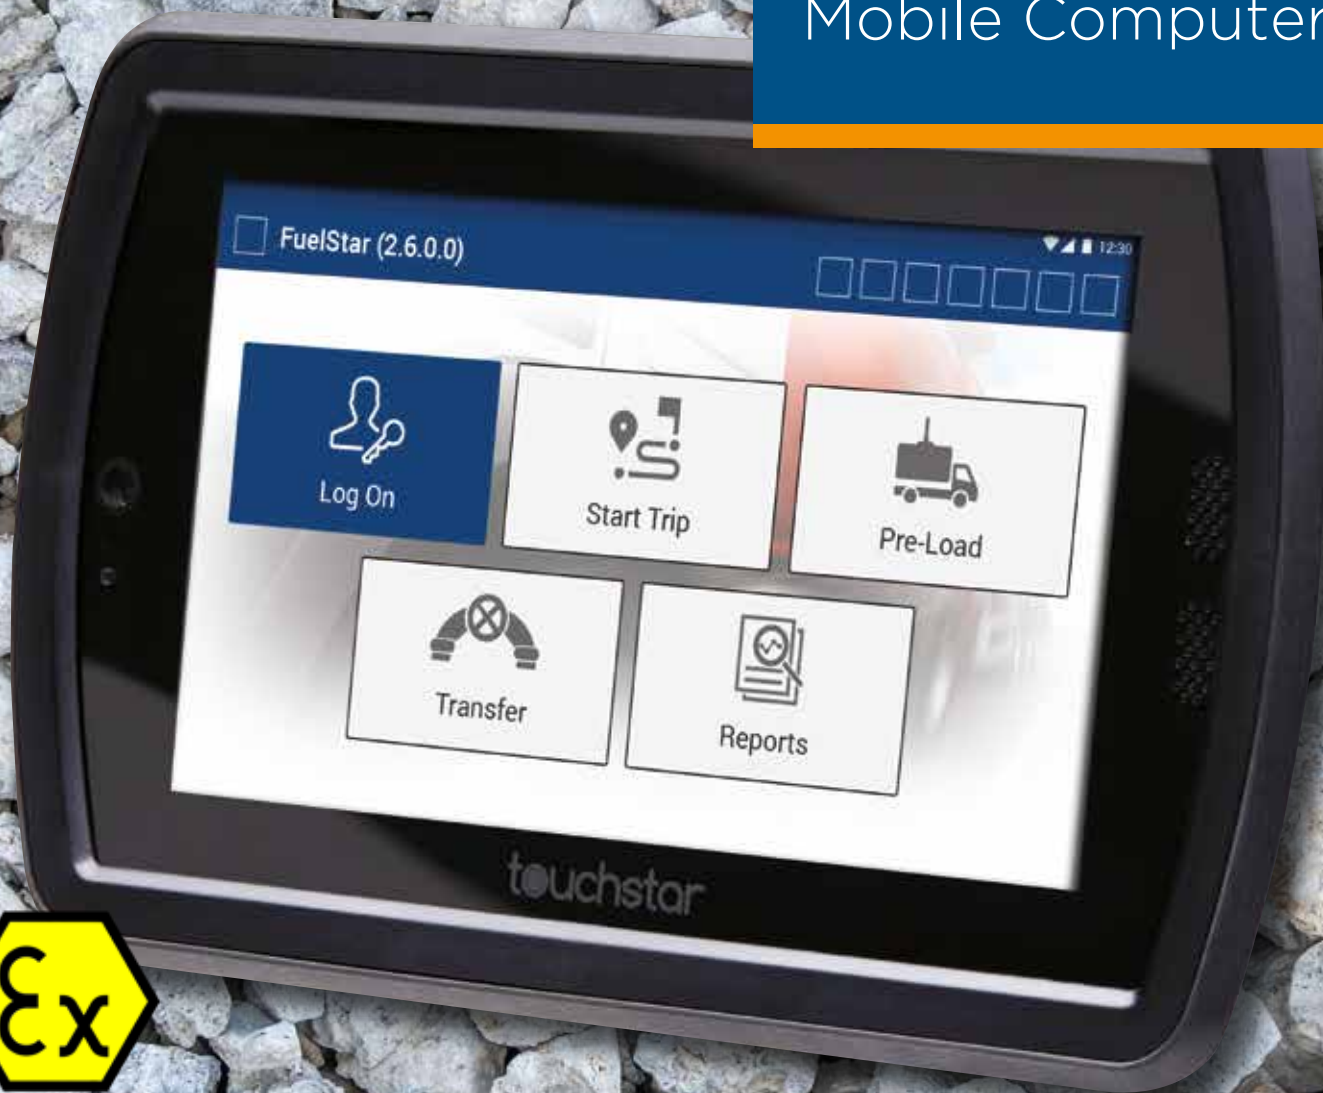 Mobile Computer
FuelStar (2.6.0.0)
12:30
Log On
Start Trip
Pre-Load
Transfer
Reports
touchstar
Ex